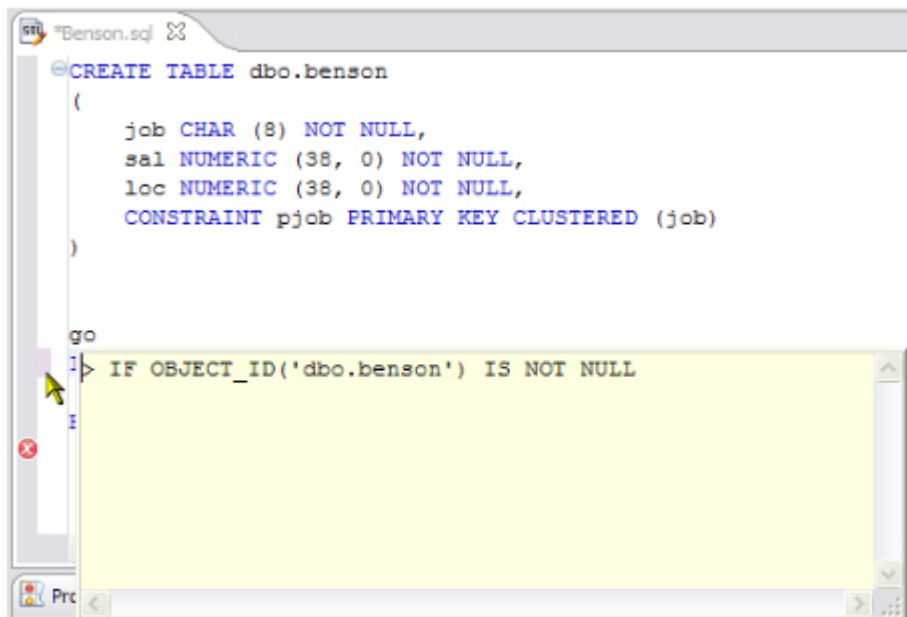 *Benson.sql
CREATE TABLE dbo.benson
(
job CHAR (8) NOT NULL,
sal NUMERIC (38, 0) NOT NULL,
loc NUMERIC (38, 0) NOT NULL,
CONSTRAINT pjob PRIMARY KEY CLUSTERED (job)
)
go
> IF OBJECT_ID('dbo.benson') IS NOT NULL